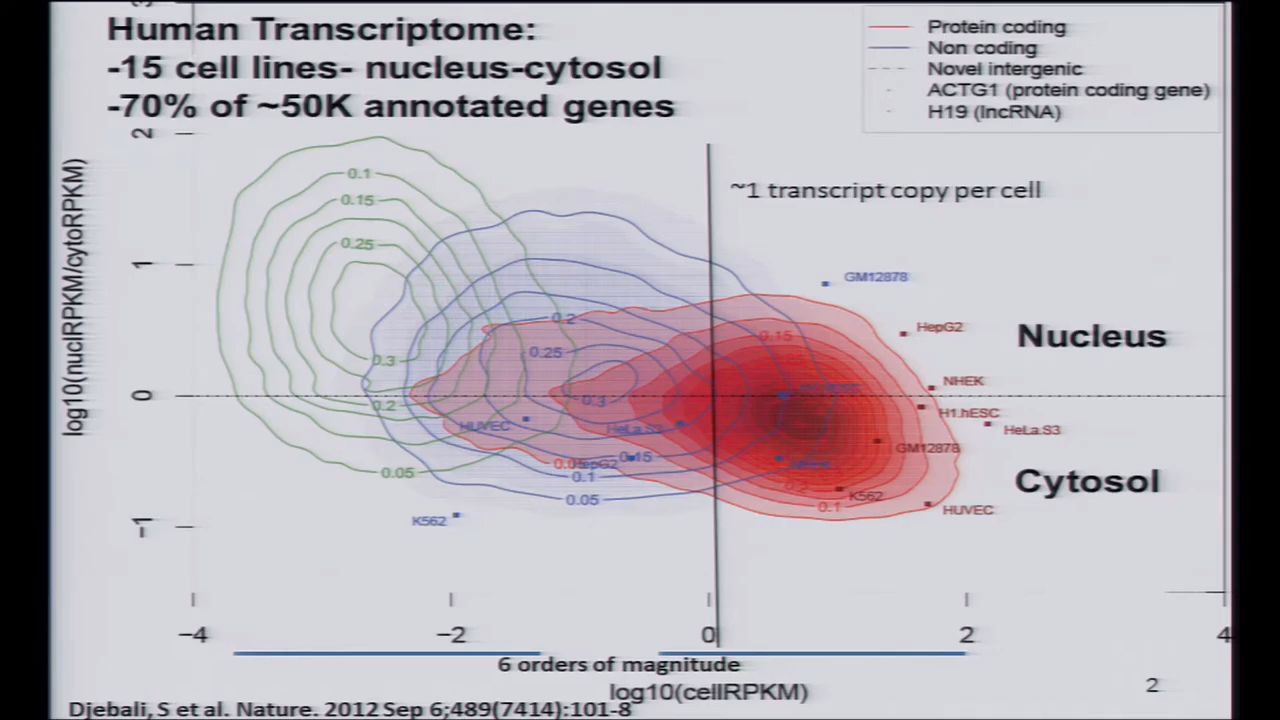 Human Transcriptome:
-15 cell lines- nucleus-cytosol
-70% of ~50K annotated genes
Protein coding
Non coding
Novel intergenic
ACTG1 (protein coding gene)
H19 (lncRNA)
~1 transcript copy per cell
log10(nuclRPKM/cytoRPKM)
2
1
0
−1
0.1
0.15
0.25
0.3
0.2
0.05
0.2
0.25
0.3
0.15
0.1
0.05
0.15
0.2
0.1
GM12878
HepG2
Nucleus
NHEK
H1.hESC
HeLa.S3
HUVEC
HeLa.S3
GM12878
HepG2
Cytosol
K562
K562
HUVEC
−4
−2
0
2
4
6 orders of magnitude
log10(cellRPKM)
2
Djebali, S et al. Nature. 2012 Sep 6;489(7414):101-8